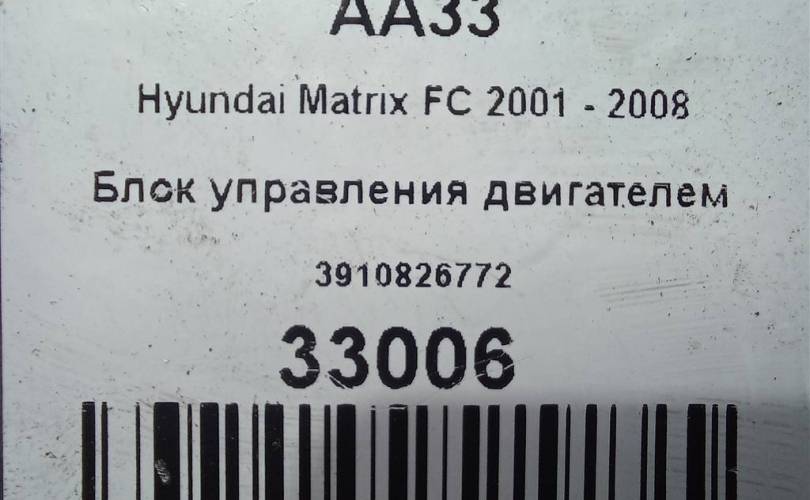 AA33
Hyundai Matrix FC 2001 - 2008
Блок управления двигателем
3910826772
33006